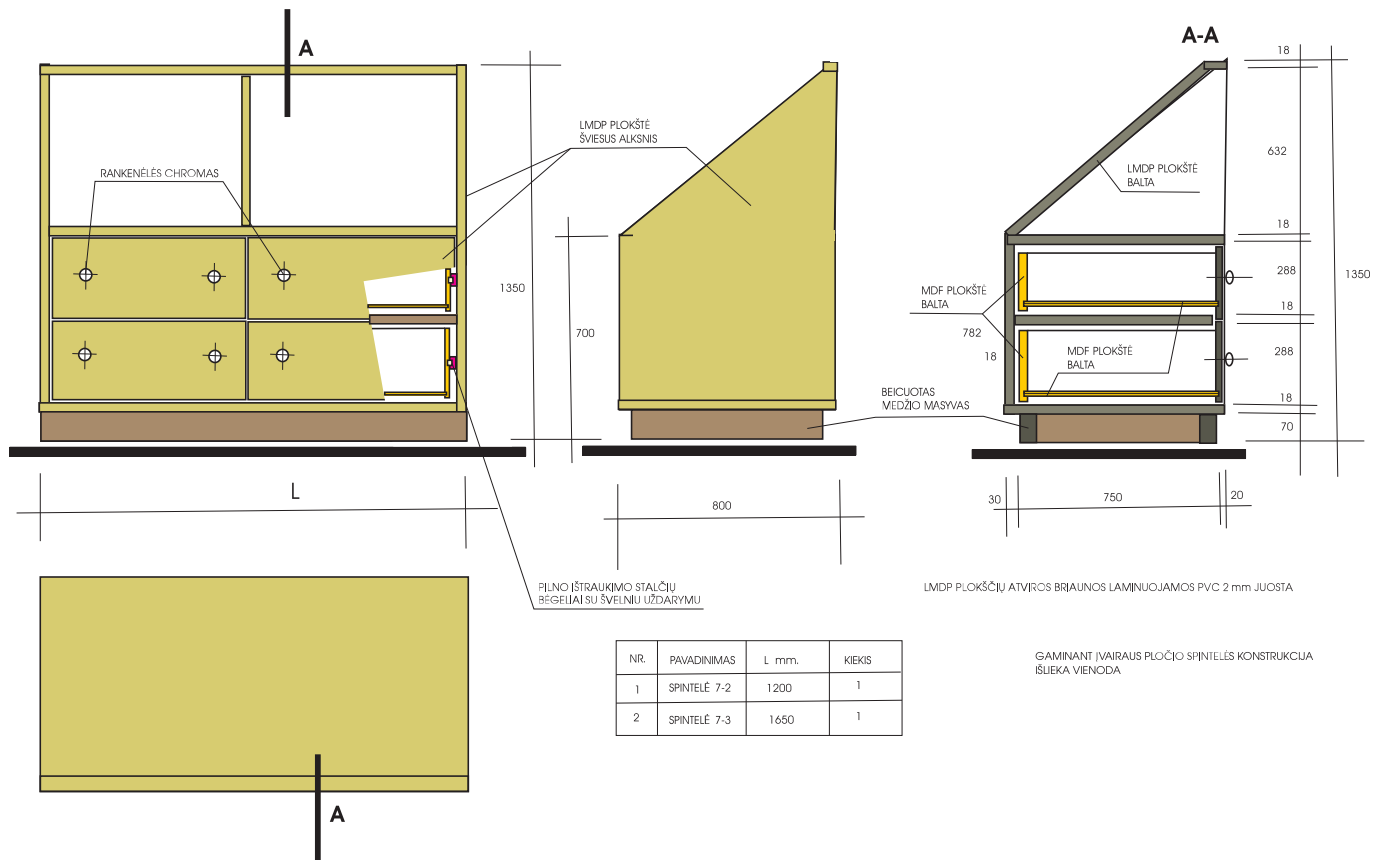 A
RANKENĖLĖS CHROMAS
LMDP PLOKŠTĖ
ŠVIESUS ALKSNIS
1350
L
A
700
800
PILNO IŠTRAUKIMO STALČIŲ
BĖGELIAI SU ŠVELNIU UŽDARYMU
BEICUOTAS
MEDŽIO MASYVAS
A-A
18
632
LMDP PLOKŠTĖ
BALTA
18
MDF PLOKŠTĖ
BALTA
288
1350
18
782
18
MDF PLOKŠTĖ
BALTA
288
18
70
30
750
20
LMDP PLOKŠČIŲ ATVIROS BRIAUNOS LAMINUOJAMOS PVC 2 mm JUOSTA
GAMINANT ĮVAIRAUS PLOČIO SPINTELĖS KONSTRUKCIJA
IŠLIEKA VIENODA
NR. PAVADINIMAS L mm. KIEKIS
1 SPINTELĖ 7-2 1200 1
2 SPINTELĖ 7-3 1650 1